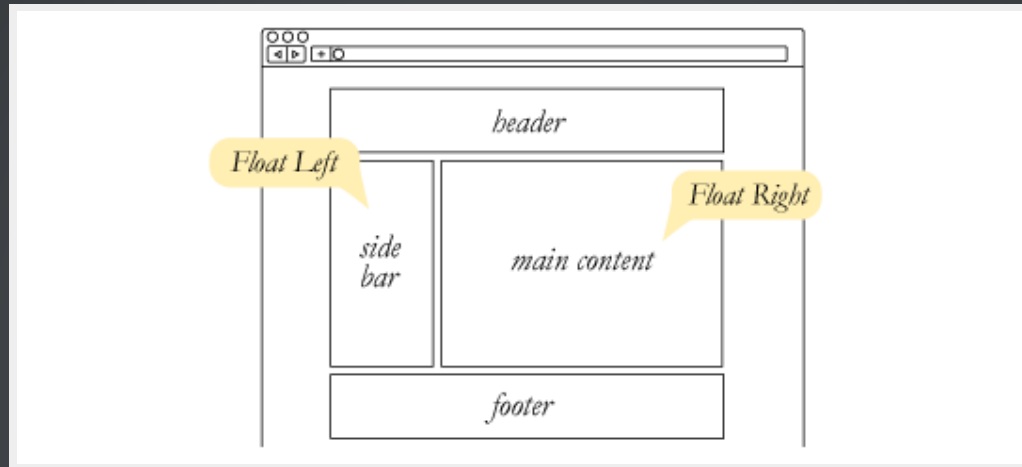 header
Float Left
Float Right
side
bar
main content
footer